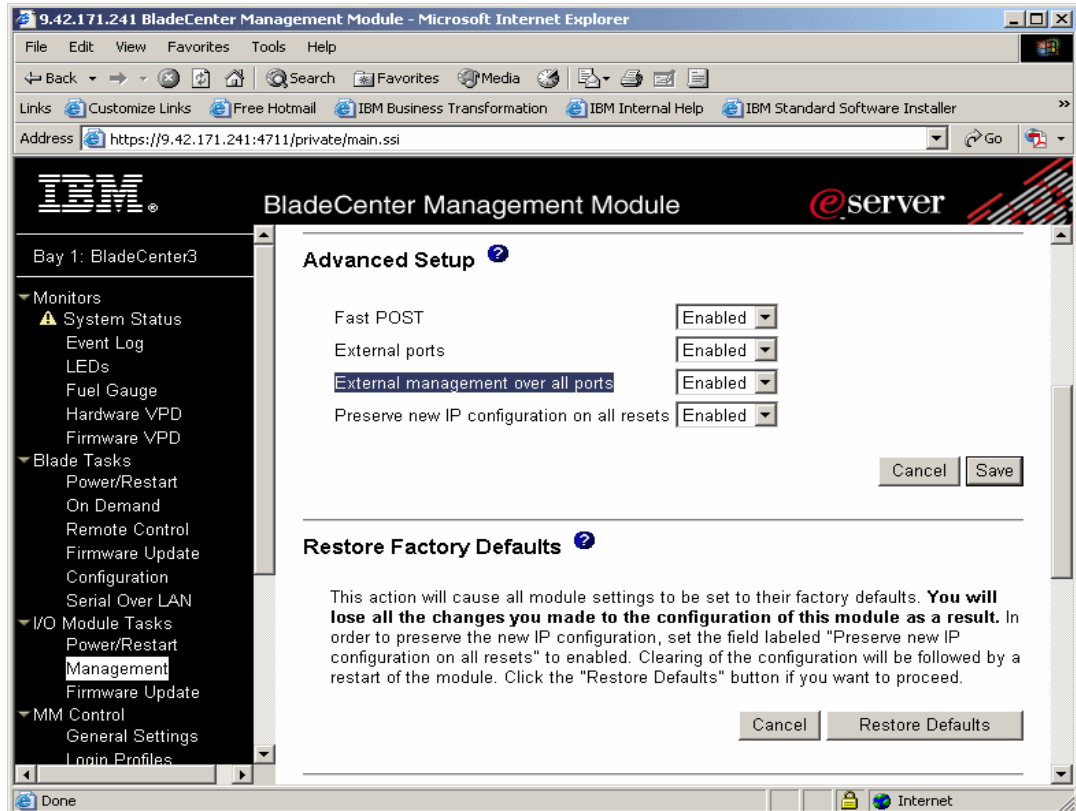 9.42.171.241 BladeCenter Management Module - Microsoft Internet Explorer
File Edit View Favorites Tools Help
Back Search Favorites Media
Links Customize Links Free Hotmail IBM Business Transformation IBM Internal Help IBM Standard Software Installer »
Address https://9.42.171.241:4711/private/main.ssi Go
IBM® BladeCenter Management Module eserver
Bay 1: BladeCenter3
Monitors
System Status
Event Log
LEDs
Fuel Gauge
Hardware VPD
Firmware VPD
Blade Tasks
Power/Restart
On Demand
Remote Control
Firmware Update
Configuration
Serial Over LAN
I/O Module Tasks
Power/Restart
Management
Firmware Update
MM Control
General Settings
Login Profiles
Advanced Setup ?
Fast POST Enabled
External ports Enabled
External management over all ports Enabled
Preserve new IP configuration on all resets Enabled
Cancel Save
Restore Factory Defaults ?
This action will cause all module settings to be set to their factory defaults. You will
lose all the changes you made to the configuration of this module as a result. In
order to preserve the new IP configuration, set the field labeled "Preserve new IP
configuration on all resets" to enabled. Clearing of the configuration will be followed by a
restart of the module. Click the "Restore Defaults" button if you want to proceed.
Cancel Restore Defaults
Done Internet